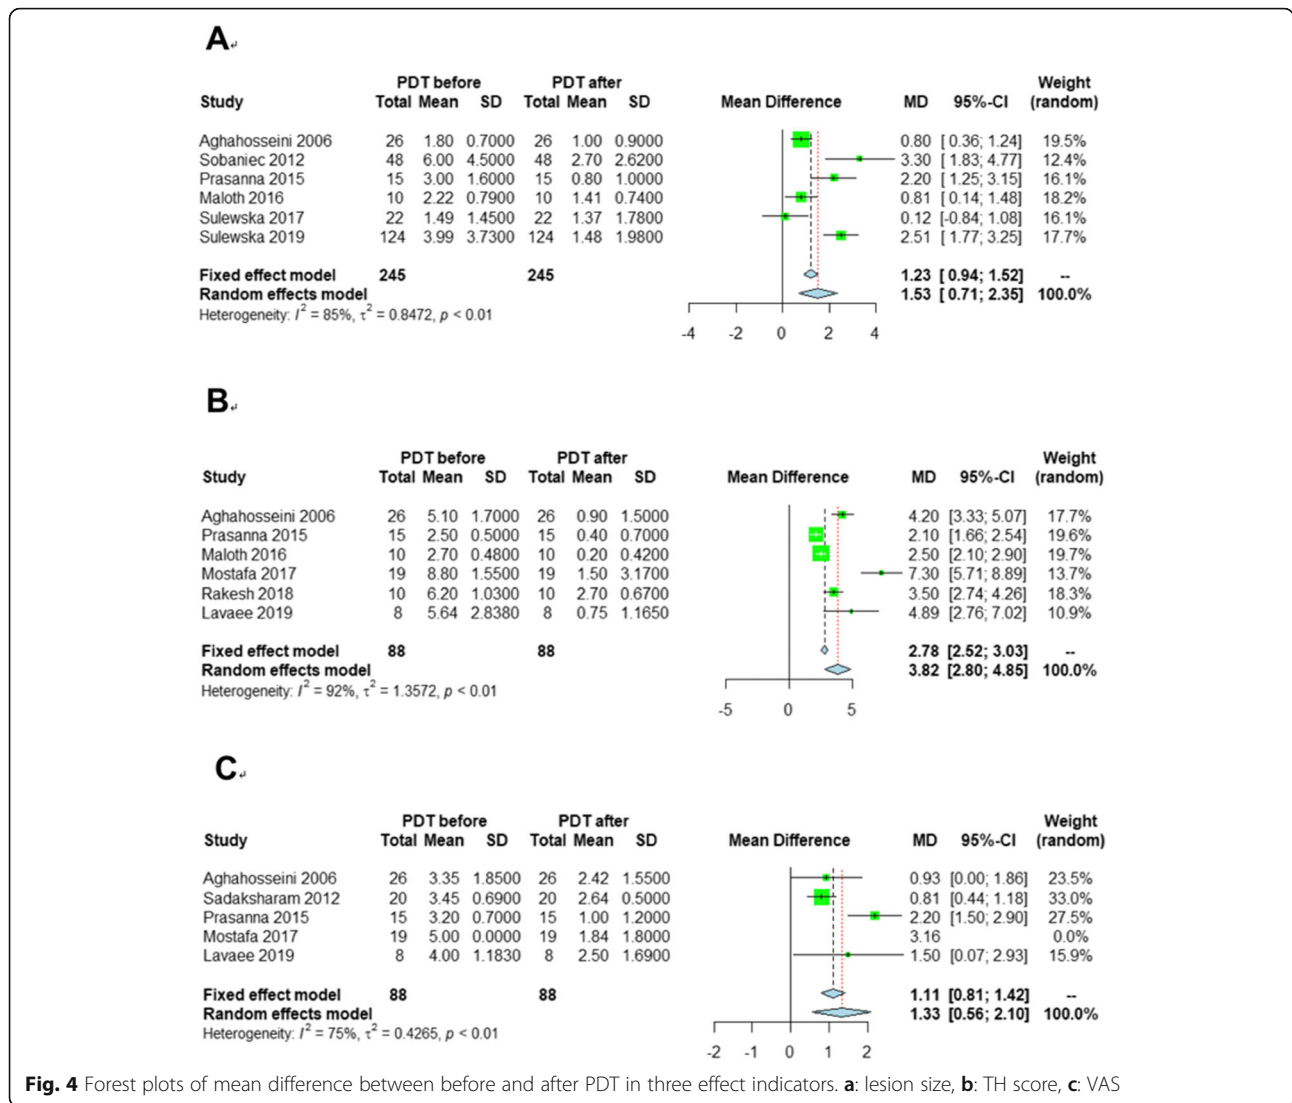 A↵
PDT before PDT after Weight
Study Total Mean SD Total Mean SD Mean Difference MD 95%-CI (random)
Aghahosseini 2006 26 1.80 0.7000 26 1.00 0.9000 0.80 [ 0.36; 1.24] 19.5%
Sobaniec 2012 48 6.00 4.5000 48 2.70 2.6200 3.30 [ 1.83; 4.77] 12.4%
Prasanna 2015 15 3.00 1.6000 15 0.80 1.0000 2.20 [ 1.25; 3.15] 16.1%
Maloth 2016 10 2.22 0.7900 10 1.41 0.7400 0.81 [ 0.14; 1.48] 18.2%
Sulewska 2017 22 1.49 1.4500 22 1.37 1.7800 0.12 [-0.84; 1.08] 16.1%
Sulewska 2019 124 3.99 3.7300 124 1.48 1.9800 2.51 [ 1.77; 3.25] 17.7%
Fixed effect model 245 245 1.23 [ 0.94; 1.52] --
Random effects model 1.53 [ 0.71; 2.35] 100.0%
Heterogeneity: I² = 85%, τ² = 0.8472, p < 0.01
-4 -2 0 2 4
B↵
PDT before PDT after Weight
Study Total Mean SD Total Mean SD Mean Difference MD 95%-CI (random)
Aghahosseini 2006 26 5.10 1.7000 26 0.90 1.5000 4.20 [3.33; 5.07] 17.7%
Prasanna 2015 15 2.50 0.5000 15 0.40 0.7000 2.10 [1.66; 2.54] 19.6%
Maloth 2016 10 2.70 0.4800 10 0.20 0.4200 2.50 [2.10; 2.90] 19.7%
Mostafa 2017 19 8.80 1.5500 19 1.50 3.1700 7.30 [5.71; 8.89] 13.7%
Rakesh 2018 10 6.20 1.0300 10 2.70 0.6700 3.50 [2.74; 4.26] 18.3%
Lavaee 2019 8 5.64 2.8380 8 0.75 1.1650 4.89 [2.76; 7.02] 10.9%
Fixed effect model 88 88 2.78 [2.52; 3.03] --
Random effects model 3.82 [2.80; 4.85] 100.0%
Heterogeneity: I² = 92%, τ² = 1.3572, p < 0.01
-5 0 5
C↵
PDT before PDT after Weight
Study Total Mean SD Total Mean SD Mean Difference MD 95%-CI (random)
Aghahosseini 2006 26 3.35 1.8500 26 2.42 1.5500 0.93 [0.00; 1.86] 23.5%
Sadaksharam 2012 20 3.45 0.6900 20 2.64 0.5000 0.81 [0.44; 1.18] 33.0%
Prasanna 2015 15 3.20 0.7000 15 1.00 1.2000 2.20 [1.50; 2.90] 27.5%
Mostafa 2017 19 5.00 0.0000 19 1.84 1.8000 3.16 0.0%
Lavaee 2019 8 4.00 1.1830 8 2.50 1.6900 1.50 [0.07; 2.93] 15.9%
Fixed effect model 88 88 1.11 [0.81; 1.42] --
Random effects model 1.33 [0.56; 2.10] 100.0%
Heterogeneity: I² = 75%, τ² = 0.4265, p < 0.01
-2 -1 0 1 2
Fig. 4 Forest plots of mean difference between before and after PDT in three effect indicators. a: lesion size, b: TH score, c: VAS